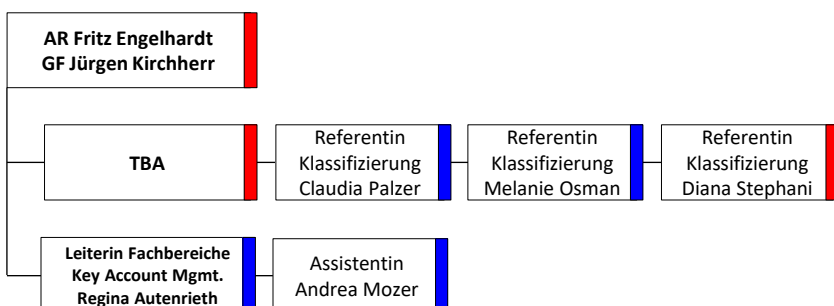 AR Fritz Engelhardt
GF Jürgen Kirchherr
TBA
Referentin
Klassifizierung
Claudia Palzer
Referentin
Klassifizierung
Melanie Osman
Referentin
Klassifizierung
Diana Stephani
Leiterin Fachbereiche
Key Account Mgmt.
Regina Autenrieth
Assistentin
Andrea Mozer